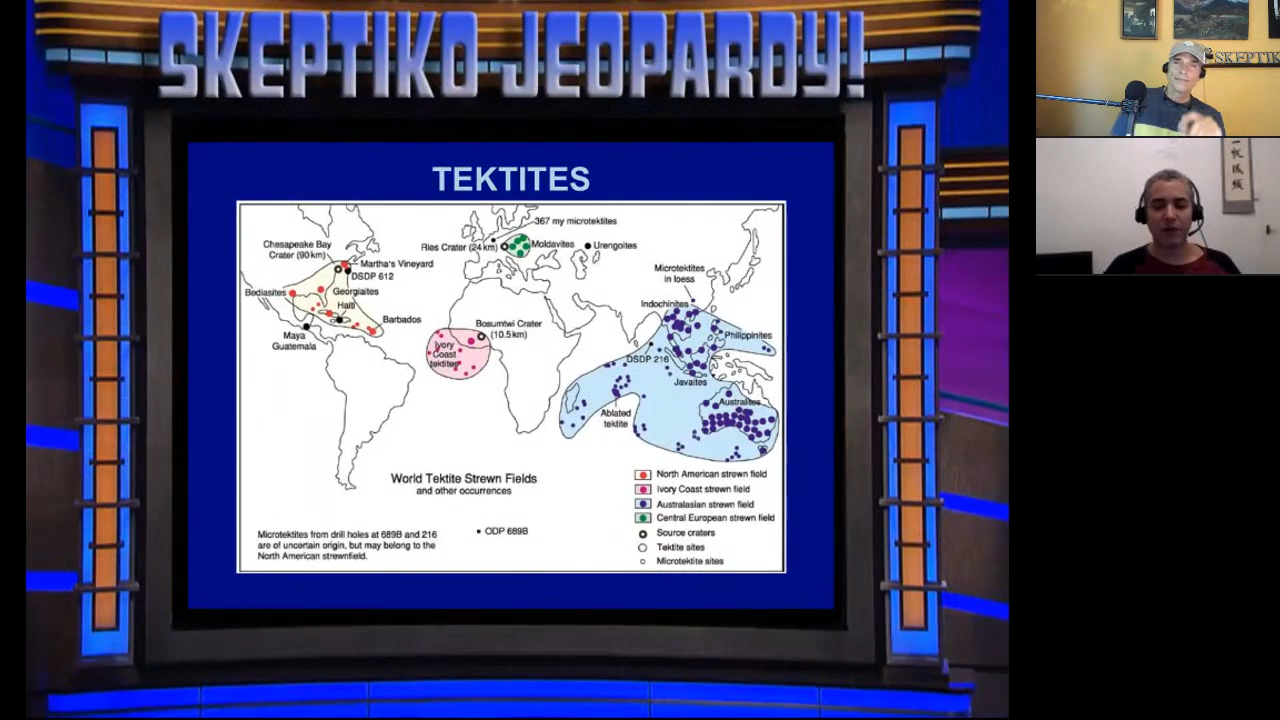 SKEPTIKO JEOPARDY!
SKEPTIK
TEKTITES
367 my microtektites
Chesapeake Bay
Crater (90 km)
Ries Crater (24 km)
Moldavites
Urengoites
Martha's Vineyard
DSDP 612
Microtektites
in loess
Bediasites
Georgiaites
Haiti
Indochinites
Barbados
Bosumtwi Crater
(10.5 km)
Maya
Guatemala
Ivory
Coast
tektites
Philippinites
DSDP 216
Javaites
Australites
Ablated
tektite
World Tektite Strewn Fields
and other occurrences
North American strewn field
Ivory Coast strewn field
Australasian strewn field
Central European strewn field
Source craters
Tektite sites
Microtektite sites
ODP 689B
Microtektites from drill holes at 689B and 216
are of uncertain origin, but may belong to the
North American strewnfield.